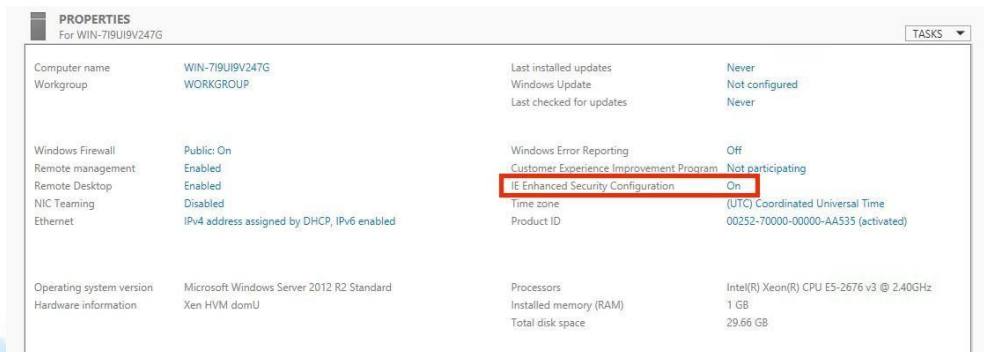 PROPERTIES
For WIN-7I9UI9V247G
TASKS
Computer name WIN-7I9UI9V247G
Workgroup WORKGROUP
Last installed updates Never
Windows Update Not configured
Last checked for updates Never
Windows Firewall Public: On
Remote management Enabled
Remote Desktop Enabled
NIC Teaming Disabled
Ethernet IPv4 address assigned by DHCP, IPv6 enabled
Windows Error Reporting Off
Customer Experience Improvement Program Not participating
IE Enhanced Security Configuration On
Time zone (UTC) Coordinated Universal Time
Product ID 00252-70000-00000-AA535 (activated)
Operating system version Microsoft Windows Server 2012 R2 Standard
Hardware information Xen HVM domU
Processors Intel(R) Xeon(R) CPU E5-2676 v3 @ 2.40GHz
Installed memory (RAM) 1 GB
Total disk space 29.66 GB